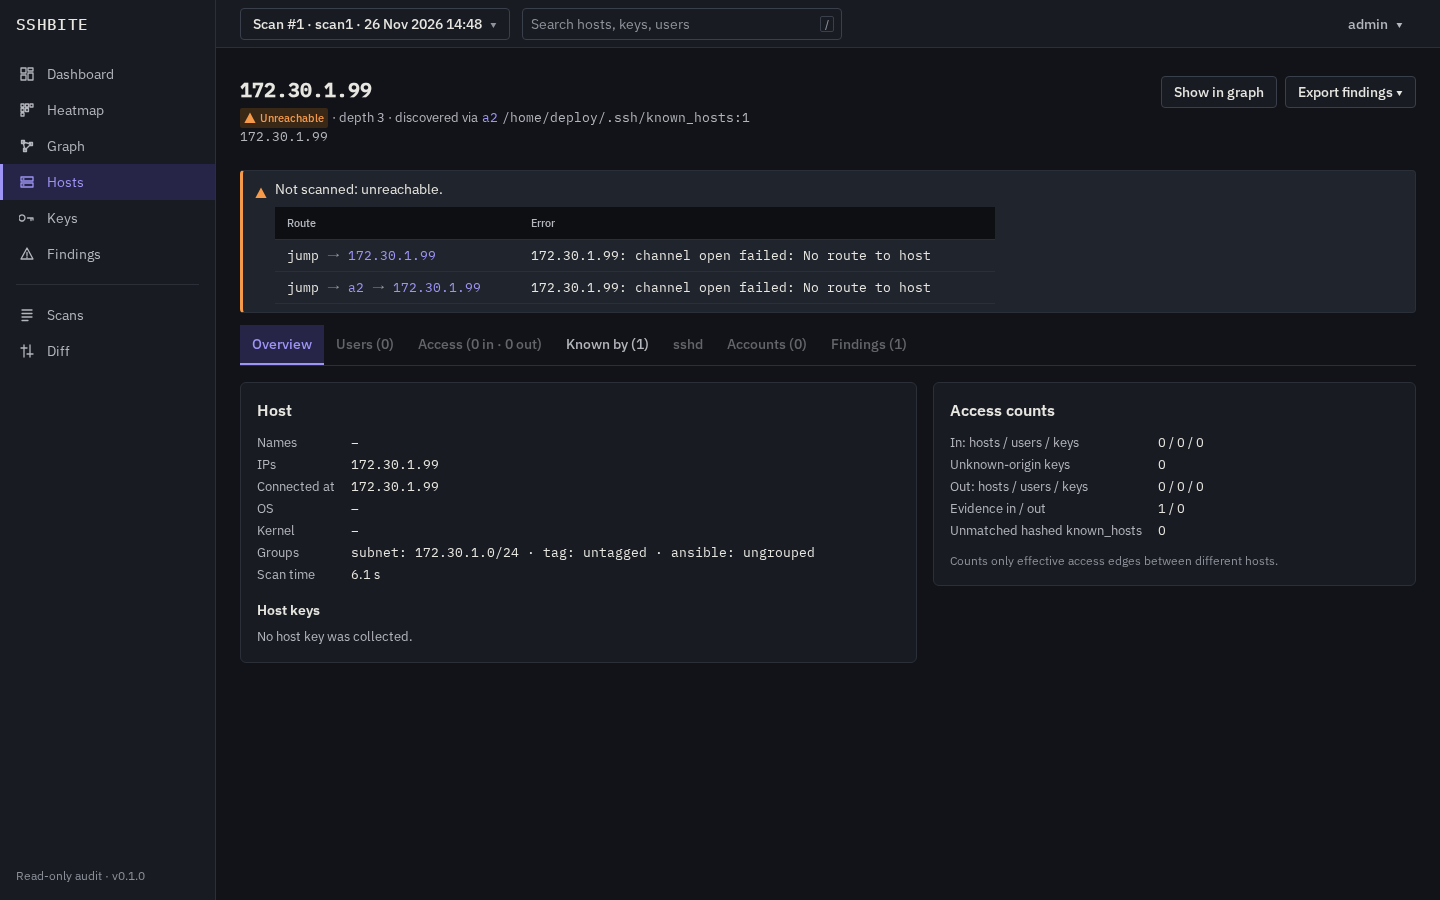 SSHBITE
Scan #1 · scan1 · 26 Nov 2026 14:48 ▾
Search hosts, keys, users /
admin ▾
Dashboard
Heatmap
Graph
Hosts
Keys
Findings
Scans
Diff
Read-only audit · v0.1.0
172.30.1.99
Show in graph
Export findings ▾
Unreachable · depth 3 · discovered via a2 /home/deploy/.ssh/known_hosts:1
172.30.1.99
Not scanned: unreachable.
Route Error
jump → 172.30.1.99 172.30.1.99: channel open failed: No route to host
jump → a2 → 172.30.1.99 172.30.1.99: channel open failed: No route to host
Overview Users (0) Access (0 in · 0 out) Known by (1) sshd Accounts (0) Findings (1)
Host
Names –
IPs 172.30.1.99
Connected at 172.30.1.99
OS –
Kernel –
Groups subnet: 172.30.1.0/24 · tag: untagged · ansible: ungrouped
Scan time 6.1 s
Host keys
No host key was collected.
Access counts
In: hosts / users / keys 0 / 0 / 0
Unknown-origin keys 0
Out: hosts / users / keys 0 / 0 / 0
Evidence in / out 1 / 0
Unmatched hashed known_hosts 0
Counts only effective access edges between different hosts.